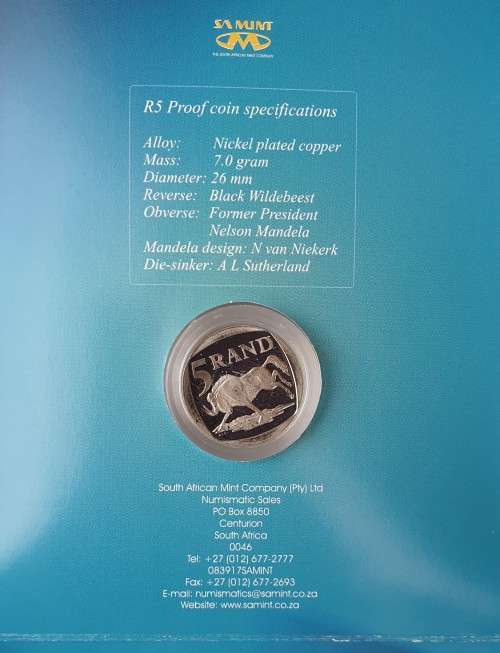 SA MINT
THE SOUTH AFRICAN MINT COMPANY
R5 Proof coin specifications
Alloy: Nickel plated copper
Mass: 7.0 gram
Diameter: 26 mm
Reverse: Black Wildebeest
Obverse: Former President
Nelson Mandela
Mandela design: N van Niekerk
Die-sinker: A L Sutherland
5 RAND
South African Mint Company (Pty) Ltd
Numismatic Sales
PO Box 8850
Centurion
South Africa
0046
Tel: +27 (012) 677-2777
083917SAMINT
Fax: +27 (012) 677-2693
E-mail: numismatics@samint.co.za
Website: www.samint.co.za